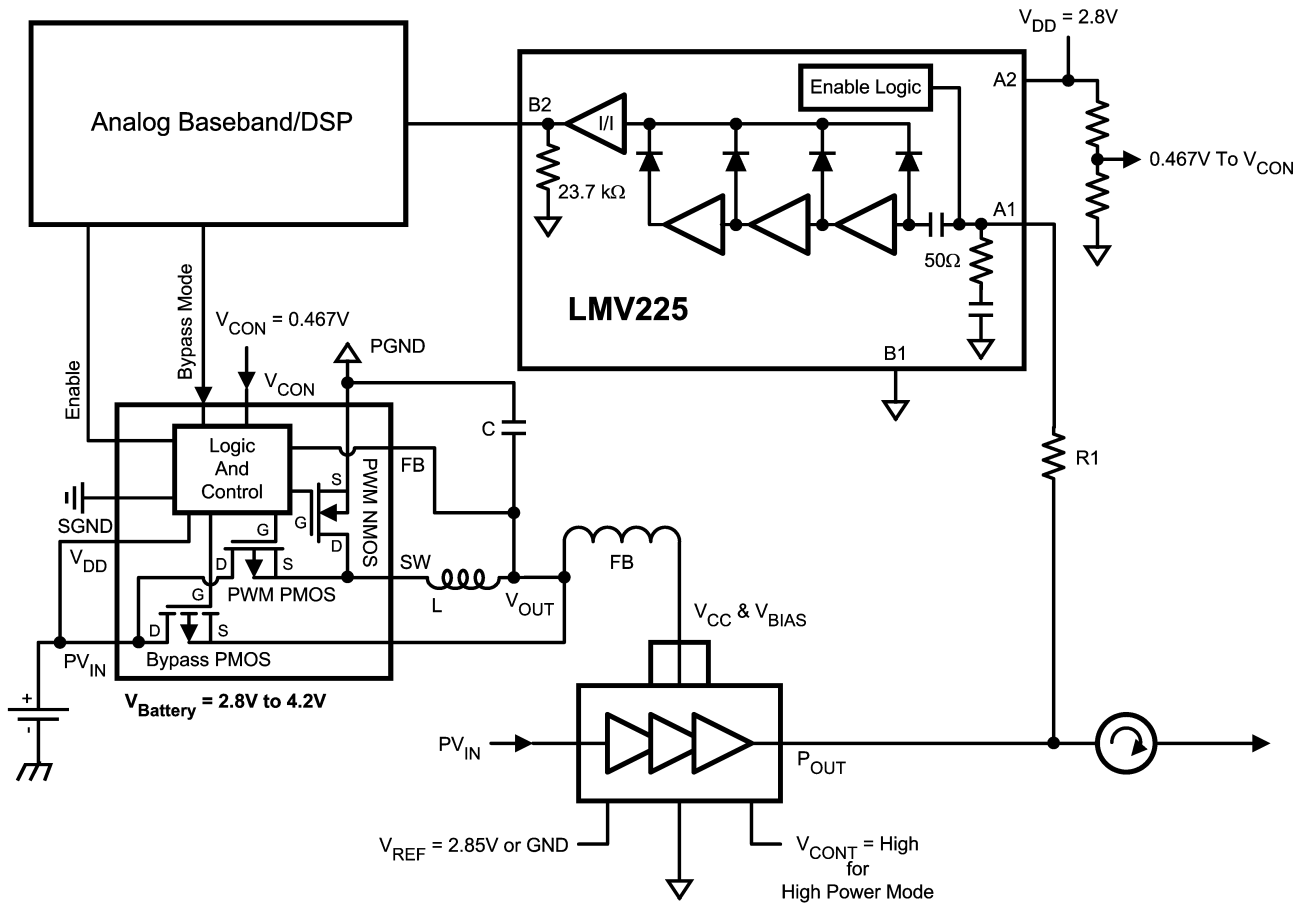 V_DD = 2.8V
Analog Baseband/DSP
Enable Logic
A2
B2
I/I
23.7 kΩ
0.467V To V_CON
A1
50Ω
LMV225
B1
Enable
Bypass Mode
V_CON = 0.467V
V_CON
PGND
C
R1
Logic
And
Control
FB
PWM NMOS
S
G
D
SGND
V_DD
G
D
S
PWM PMOS
SW
L
V_OUT
FB
G
D
S
Bypass PMOS
PV_IN
V_CC & V_BIAS
V_Battery = 2.8V to 4.2V
+
-
PV_IN
P_OUT
V_REF = 2.85V or GND
V_CONT = High
for
High Power Mode